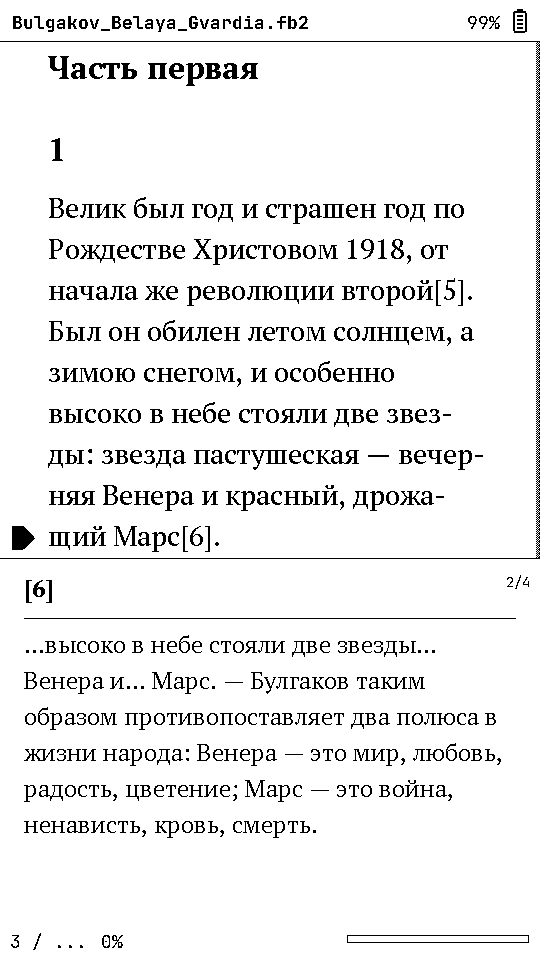 Bulgakov_Belaya_Gvardia.fb2 99%
Часть первая
1
Велик был год и страшен год по
Рождестве Христовом 1918, от
начала же революции второй[5].
Был он обилен летом солнцем, а
зимою снегом, и особенно
высоко в небе стояли две звез-
ды: звезда пастушеская — вечер-
няя Венера и красный, дрожа-
щий Марс[6].
[6] 2/4
...высоко в небе стояли две звезды...
Венера и... Марс. — Булгаков таким
образом противопоставляет два полюса в
жизни народа: Венера — это мир, любовь,
радость, цветение; Марс — это война,
ненависть, кровь, смерть.
3 / ... 0%